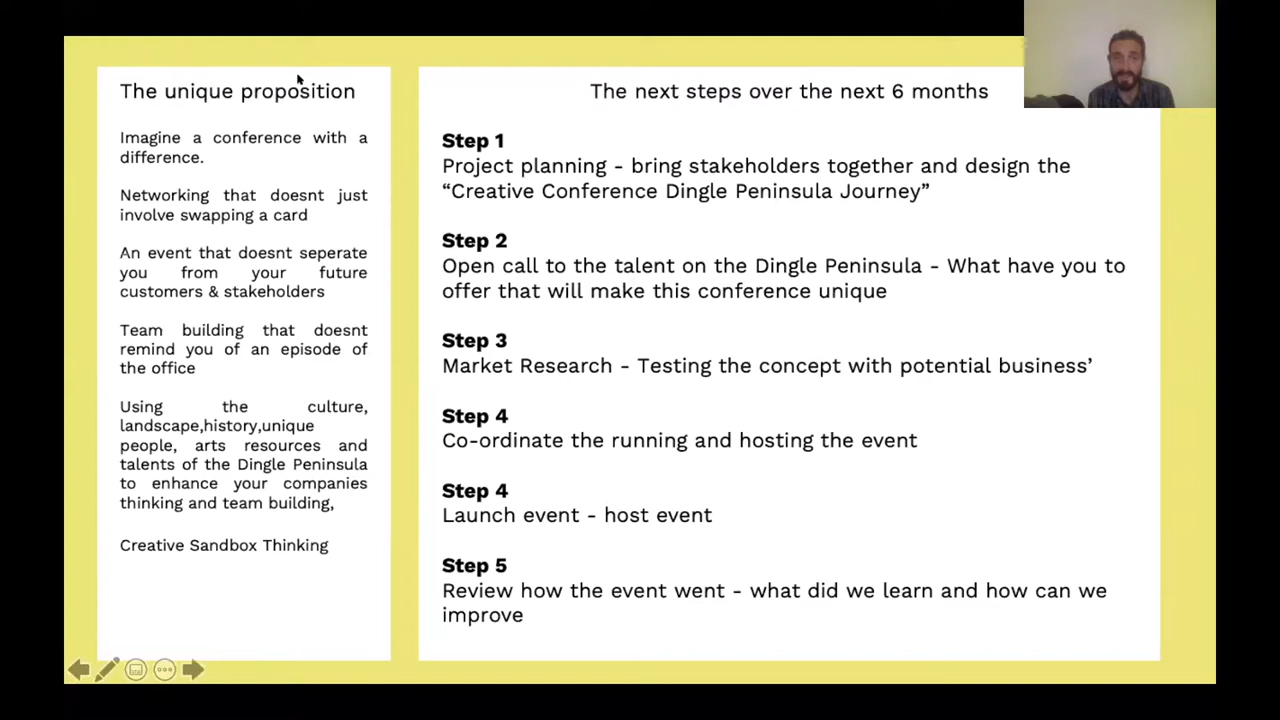 The unique proposition
Imagine a conference with a
difference.
Networking that doesnt just
involve swapping a card
An event that doesnt seperate
you from your future
customers & stakeholders
Team building that doesnt
remind you of an episode of
the office
Using the culture,
landscape,history,unique
people, arts resources and
talents of the Dingle Peninsula
to enhance your companies
thinking and team building,
Creative Sandbox Thinking
The next steps over the next 6 months
Step 1
Project planning - bring stakeholders together and design the
“Creative Conference Dingle Peninsula Journey”
Step 2
Open call to the talent on the Dingle Peninsula - What have you to
offer that will make this conference unique
Step 3
Market Research - Testing the concept with potential business’
Step 4
Co-ordinate the running and hosting the event
Step 4
Launch event - host event
Step 5
Review how the event went - what did we learn and how can we
improve